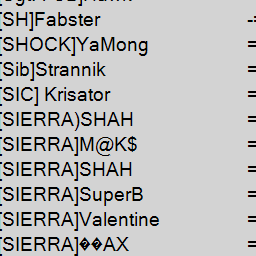 [SH]Fabster
[SHOCK]YaMong =
[Sib]Strannik =
[SIC] Krisator =
[SIERRA)SHAH =
[SIERRA]M@K$ =
[SIERRA]SHAH =
[SIERRA]SuperB =
[SIERRA]Valentine =
[SIERRA]��AX =